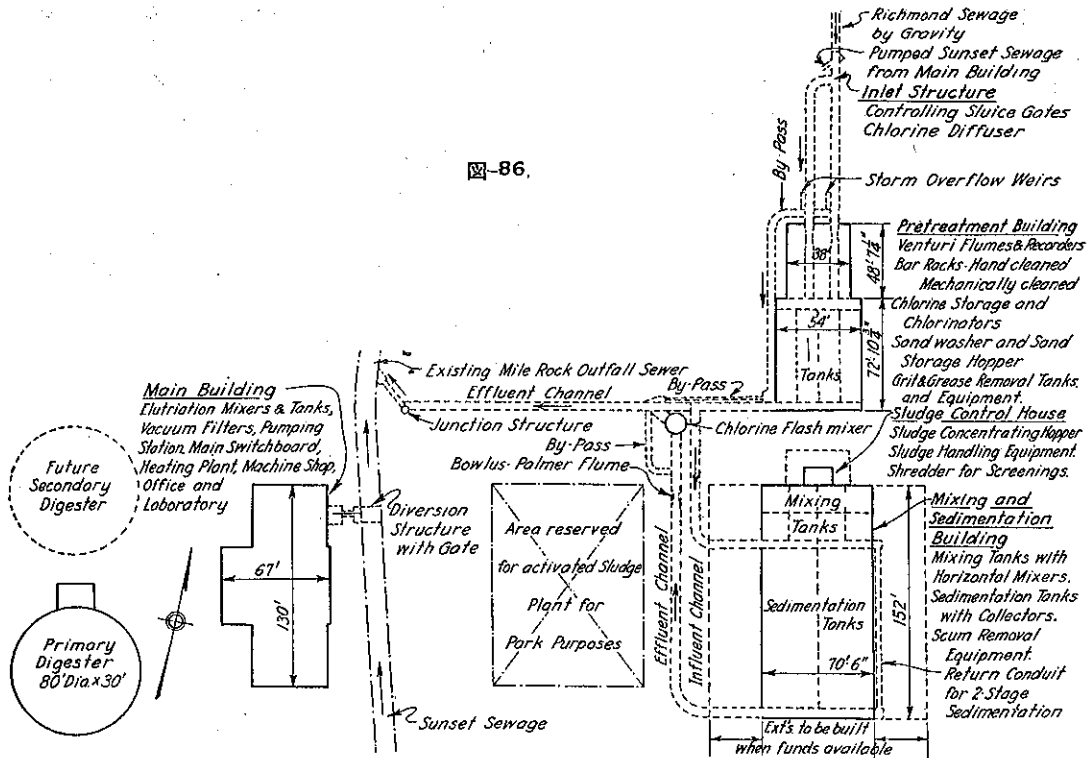 Richmond Sewage
by Gravity
Pumped Sunset Sewage
from Main Building
Inlet Structure
Controlling Sluice Gates
Chlorine Diffuser
図-86.
By-Pass
Storm Overflow Weirs
Pretreatment Building
Venturi Flumes & Recorders
Bar Racks-Hand cleaned
Mechanically cleaned
Chlorine Storage and
Chlorinators
Sand washer and Sand
Storage Hopper
Grit & Grease Removal Tanks.
and Equipment.
38'
48'-7 1/4"
54'
72'-10 3/4"
Tanks
Existing Mile Rock Outfall Sewer
Effluent Channel
By-Pass
Junction Structure
Chlorine Flash mixer
By-Pass
Bowlus-Palmer Flume
Sludge Control House
Sludge Concentrating Hopper
Sludge Handling Equipment.
Shredder for Screenings.
Main Building
Elutriation Mixers & Tanks,
Vacuum Filters, Pumping
Station, Main Switchboard,
Heating Plant, Machine Shop,
Office and
Loboratory
Future
Secondary
Digester
Primary
Digester
80' Dia. x 30'
67'
130'
Diversion
Structure
with Gate
Sunset Sewage
Area reserved
for activated Sludge
Plant for
Park Purposes
Effluent Channel
Influent Channel
Mixing
Tanks
Sedimentation
Tanks
70'-6"
152'
Mixing and
Sedimentation
Building
Mixing Tanks with
Horizontal Mixers.
Sedimentation Tanks
with Collectors.
Scum Removal
Equipment.
Return Conduit
for 2-Stage
Sedimentation
Ext's. to be built
when funds available